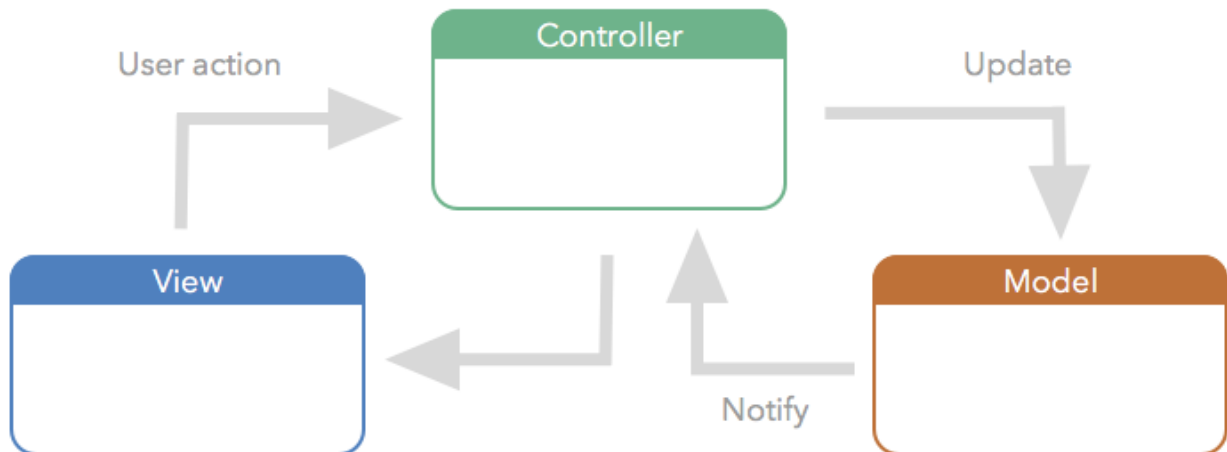 Controller
User action
Update
View
Model
Notify